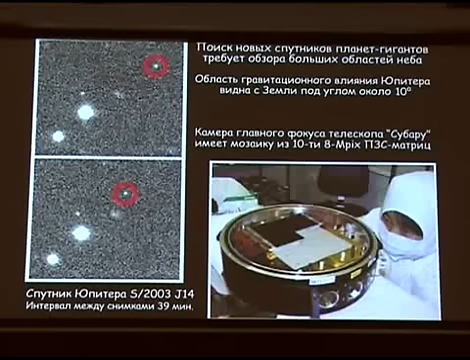 Поиск новых спутников планет-гигантов
требует обзора больших областей неба
Область гравитационного влияния Юпитера
видна с Земли под углом около 10°
Камера главного фокуса телескопа "Субару"
имеет мозаику из 10-ти 8-Mpix ПЗС-матриц
Спутник Юпитера S/2003 J14
Интервал между снимками 39 мин.